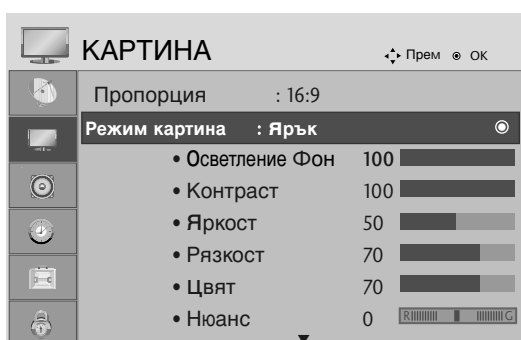 КАРТИНА Прем ОК
Пропорция : 16:9
Режим картина : Ярък
• Осветление Фон 100
• Контраст 100
• Яркост 50
• Рязкост 70
• Цвят 70
• Нюанс 0 R G